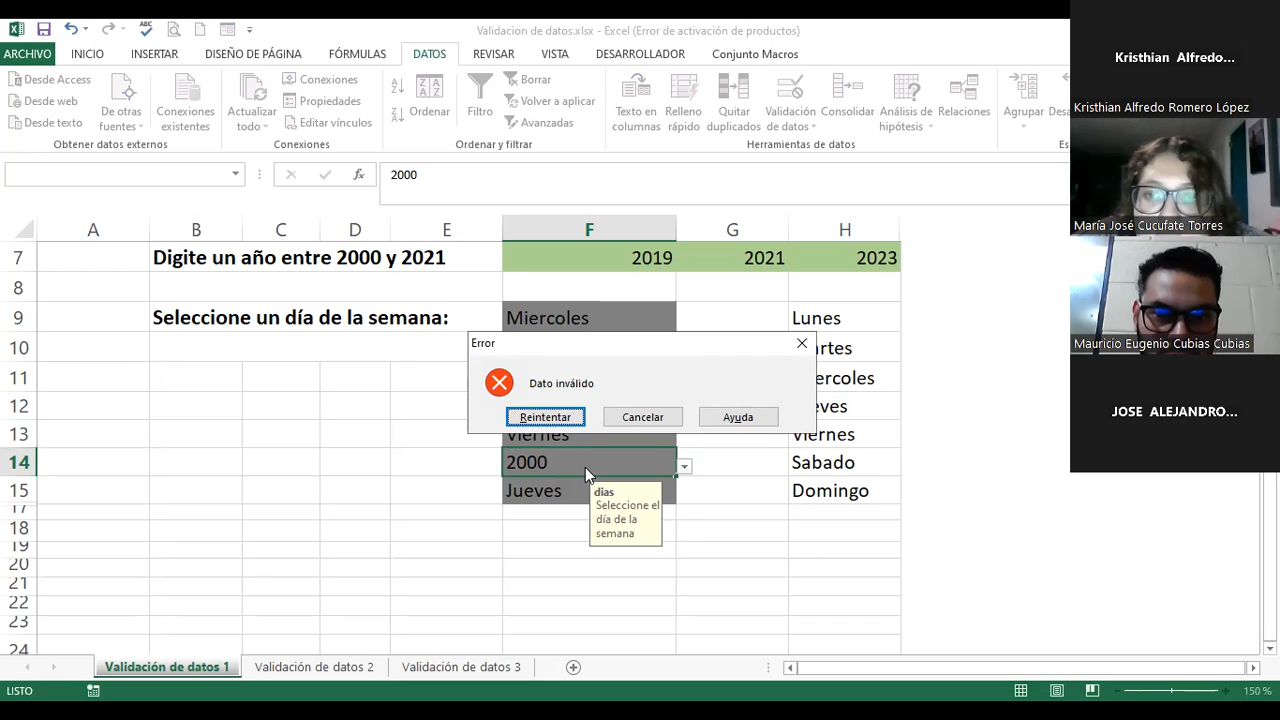 Validacion de datos.xlsx - Excel (Error de activación de productos)
ARCHIVO INICIO INSERTAR DISEÑO DE PÁGINA FÓRMULAS DATOS REVISAR VISTA DESARROLLADOR Conjunto Macros
Desde Access
Desde web
Desde texto
De otras fuentes
Conexiones existentes
Obtener datos externos
Actualizar todo
Conexiones
Propiedades
Editar vínculos
Conexiones
Ordenar
Filtro
Borrar
Volver a aplicar
Avanzadas
Ordenar y filtrar
Texto en columnas
Relleno rápido
Quitar duplicados
Validación de datos
Consolidar
Análisis de hipótesis
Relaciones
Herramientas de datos
Agrupar
2000
A B C D E F G H
7 Digite un año entre 2000 y 2021 2019 2021 2023
8
9 Seleccione un día de la semana: Miercoles Lunes
10
11
12
13 Viernes Viernes
14 2000 Sabado
15 Jueves Domingo
17
18
19
20
21
22
23
24
Error
Dato inválido
Reintentar Cancelar Ayuda
dias
Seleccione el
día de la
semana
Validación de datos 1 Validación de datos 2 Validación de datos 3
LISTO
150 %
Kristhian Alfredo...
Kristhian Alfredo Romero López
María José Cucufate Torres
Mauricio Eugenio Cubias Cubias
JOSE ALEJANDRO...